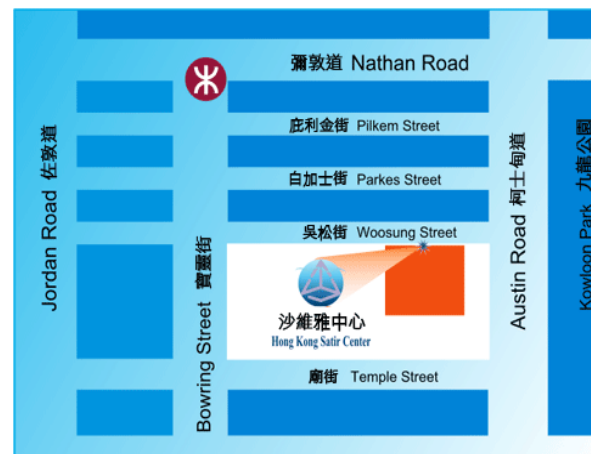 彌敦道 Nathan Road
庇利金街 Pilkem Street
白加士街 Parkes Street
吳松街 Woosung Street
沙維雅中心
Hong Kong Satir Center
廟街 Temple Street
Jordan Road 佐敦道
Bowring Street 寶靈街
Austin Road 柯士甸道
Kowloon Park 九龍公園